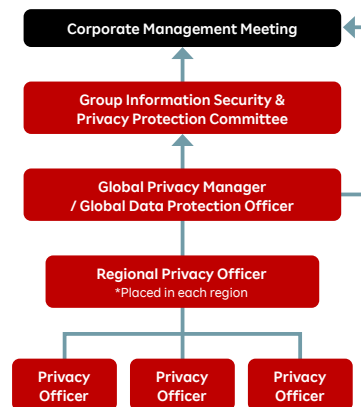 Corporate Management Meeting
Group Information Security &
Privacy Protection Committee
Global Privacy Manager
/ Global Data Protection Officer
Regional Privacy Officer
*Placed in each region
Privacy
Officer
Privacy
Officer
Privacy
Officer